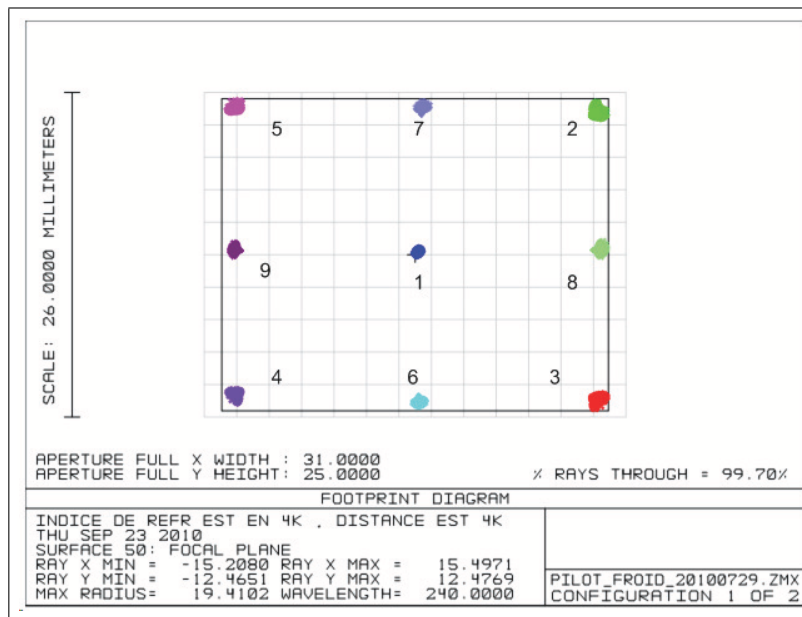 5 7 2
9 1 8
4 6 3
SCALE: 26.0000 MILLIMETERS
APERTURE FULL X WIDTH : 31.0000
APERTURE FULL Y HEIGHT: 25.0000 % RAYS THROUGH = 99.70%
FOOTPRINT DIAGRAM
INDICE DE REFR EST EN 4K , DISTANCE EST 4K
THU SEP 23 2010
SURFACE 50: FOCAL PLANE
RAY X MIN = -15.2080 RAY X MAX = 15.4971
RAY Y MIN = -12.4651 RAY Y MAX = 12.4769
MAX RADIUS= 19.4102 WAVELENGTH= 240.0000
PILOT_FROID_20100729.ZMX
CONFIGURATION 1 OF 2